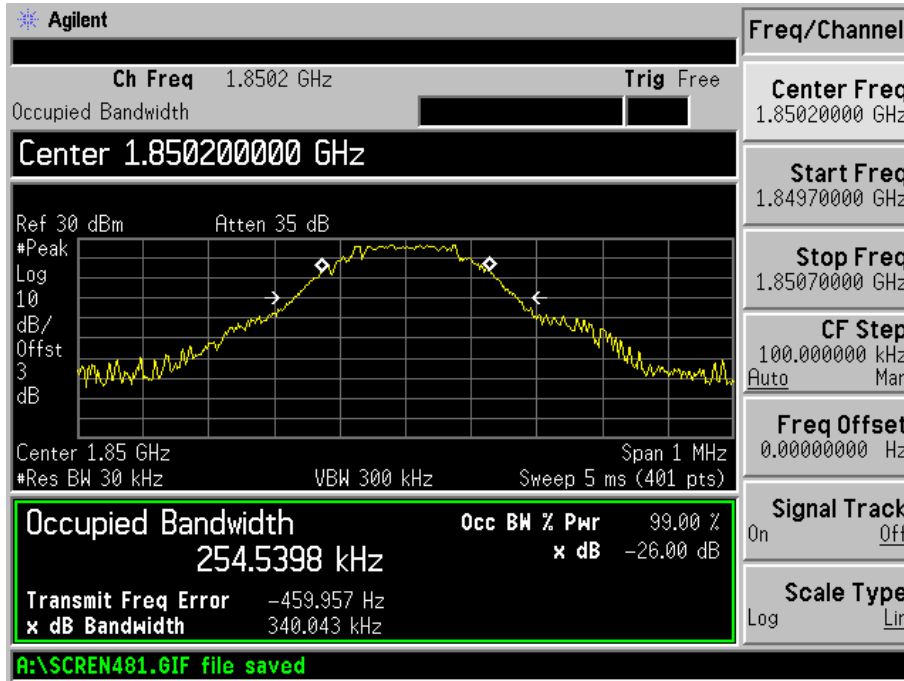 Agilent
Freq/Channel
Ch Freq 1.8502 GHz Trig Free
Occupied Bandwidth
Center 1.850200000 GHz
Ref 30 dBm Atten 35 dB
#Peak
Log
10
dB/
Offst
3
dB
Center 1.85 GHz Span 1 MHz
#Res BW 30 kHz VBW 300 kHz Sweep 5 ms (401 pts)
Occupied Bandwidth
254.5398 kHz
Occ BW % Pwr 99.00 %
x dB -26.00 dB
Transmit Freq Error -459.957 Hz
x dB Bandwidth 340.043 kHz
A:\SCREN481.GIF file saved
Center Freq
1.85020000 GHz
Start Freq
1.84970000 GHz
Stop Freq
1.85070000 GHz
CF Step
100.000000 kHz
Auto Man
Freq Offset
0.00000000 Hz
Signal Track
On Off
Scale Type
Log Lin